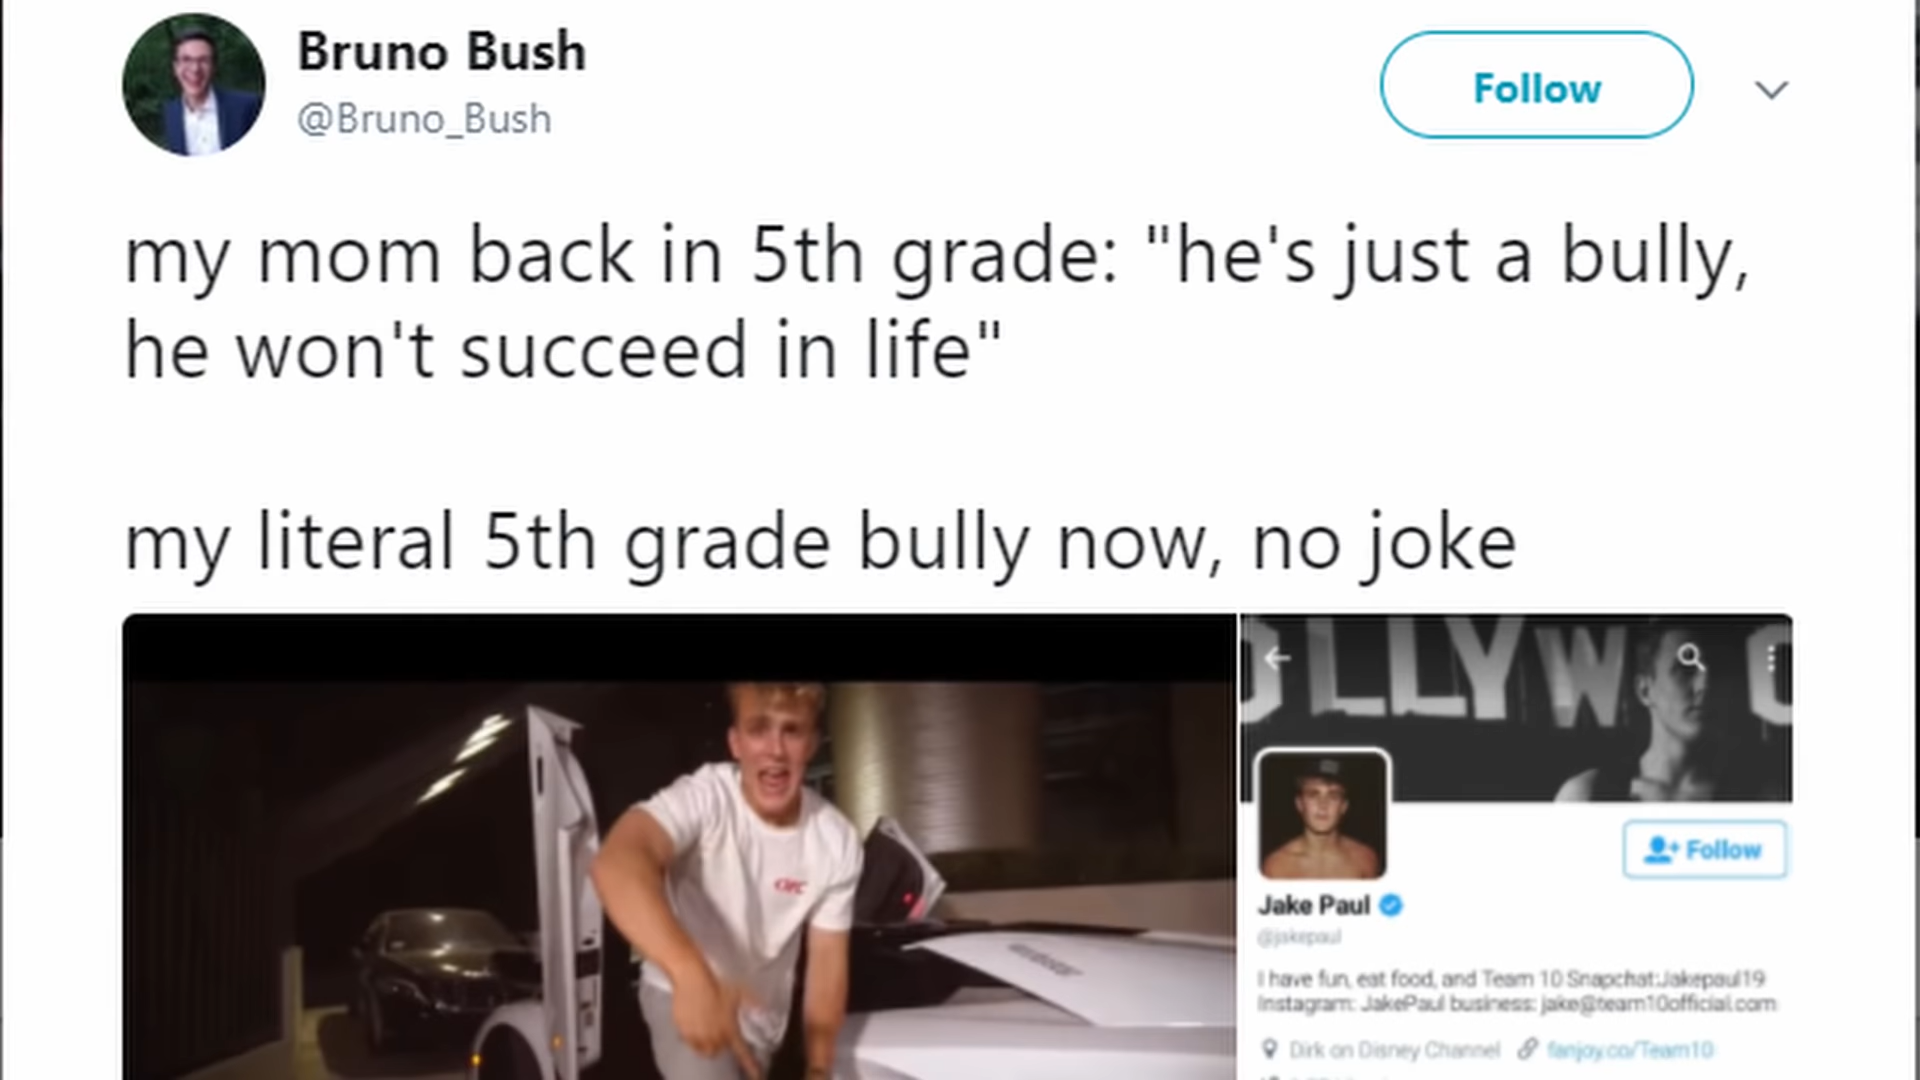 Bruno Bush
@Bruno_Bush
Follow
my mom back in 5th grade: "he's just a bully,
he won't succeed in life"
my literal 5th grade bully now, no joke
OLLYW O
Follow
Jake Paul
@jakepaul
I have fun, eat food, and Team 10 Snapchat:Jakepaul19
Instagram: JakePaul business: jake@team10official.com
Dirk on Disney Channel fanjoy.co/Team10